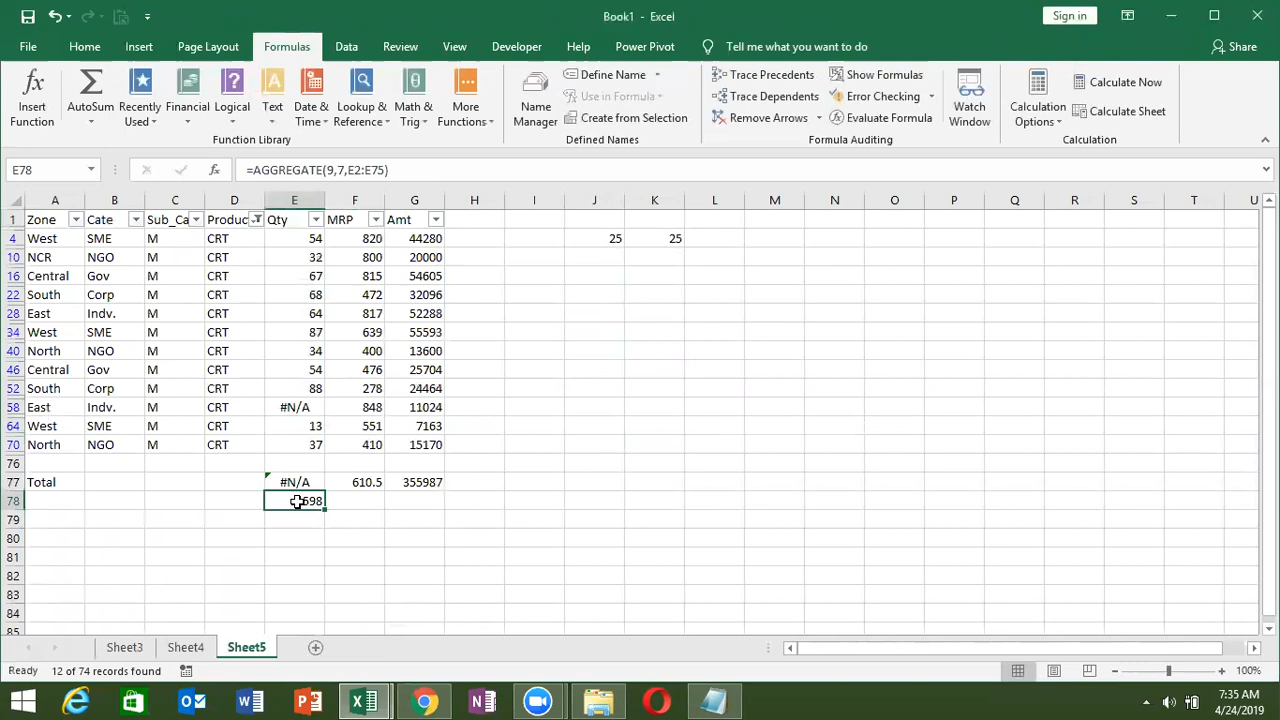 Book1 - Excel
Sign in
File Home Insert Page Layout Formulas Data Review View Developer Help Power Pivot Tell me what you want to do Share
Insert Function
AutoSum
Recently Used
Financial
Logical
Text
Date & Time
Lookup & Reference
Math & Trig
More Functions
Function Library
Name Manager
Define Name
Use in Formula
Create from Selection
Defined Names
Trace Precedents
Trace Dependents
Remove Arrows
Show Formulas
Error Checking
Evaluate Formula
Formula Auditing
Watch Window
Calculation Options
Calculate Now
Calculate Sheet
Calculation
E78 fx =AGGREGATE(9,7,E2:E75)
A B C D E F G H I J K L M N O P Q R S T U
1 Zone Cate Sub_Ca Produc Qty MRP Amt
4 West SME M CRT 54 820 44280 25 25
10 NCR NGO M CRT 32 800 20000
16 Central Gov M CRT 67 815 54605
22 South Corp M CRT 68 472 32096
28 East Indv. M CRT 64 817 52288
34 West SME M CRT 87 639 55593
40 North NGO M CRT 34 400 13600
46 Central Gov M CRT 54 476 25704
52 South Corp M CRT 88 278 24464
58 East Indv. M CRT #N/A 848 11024
64 West SME M CRT 13 551 7163
70 North NGO M CRT 37 410 15170
76
77 Total #N/A 610.5 355987
78 598
79
80
81
82
83
84
85
Sheet3 Sheet4 Sheet5
Ready 12 of 74 records found 100%
7:35 AM
4/24/2019